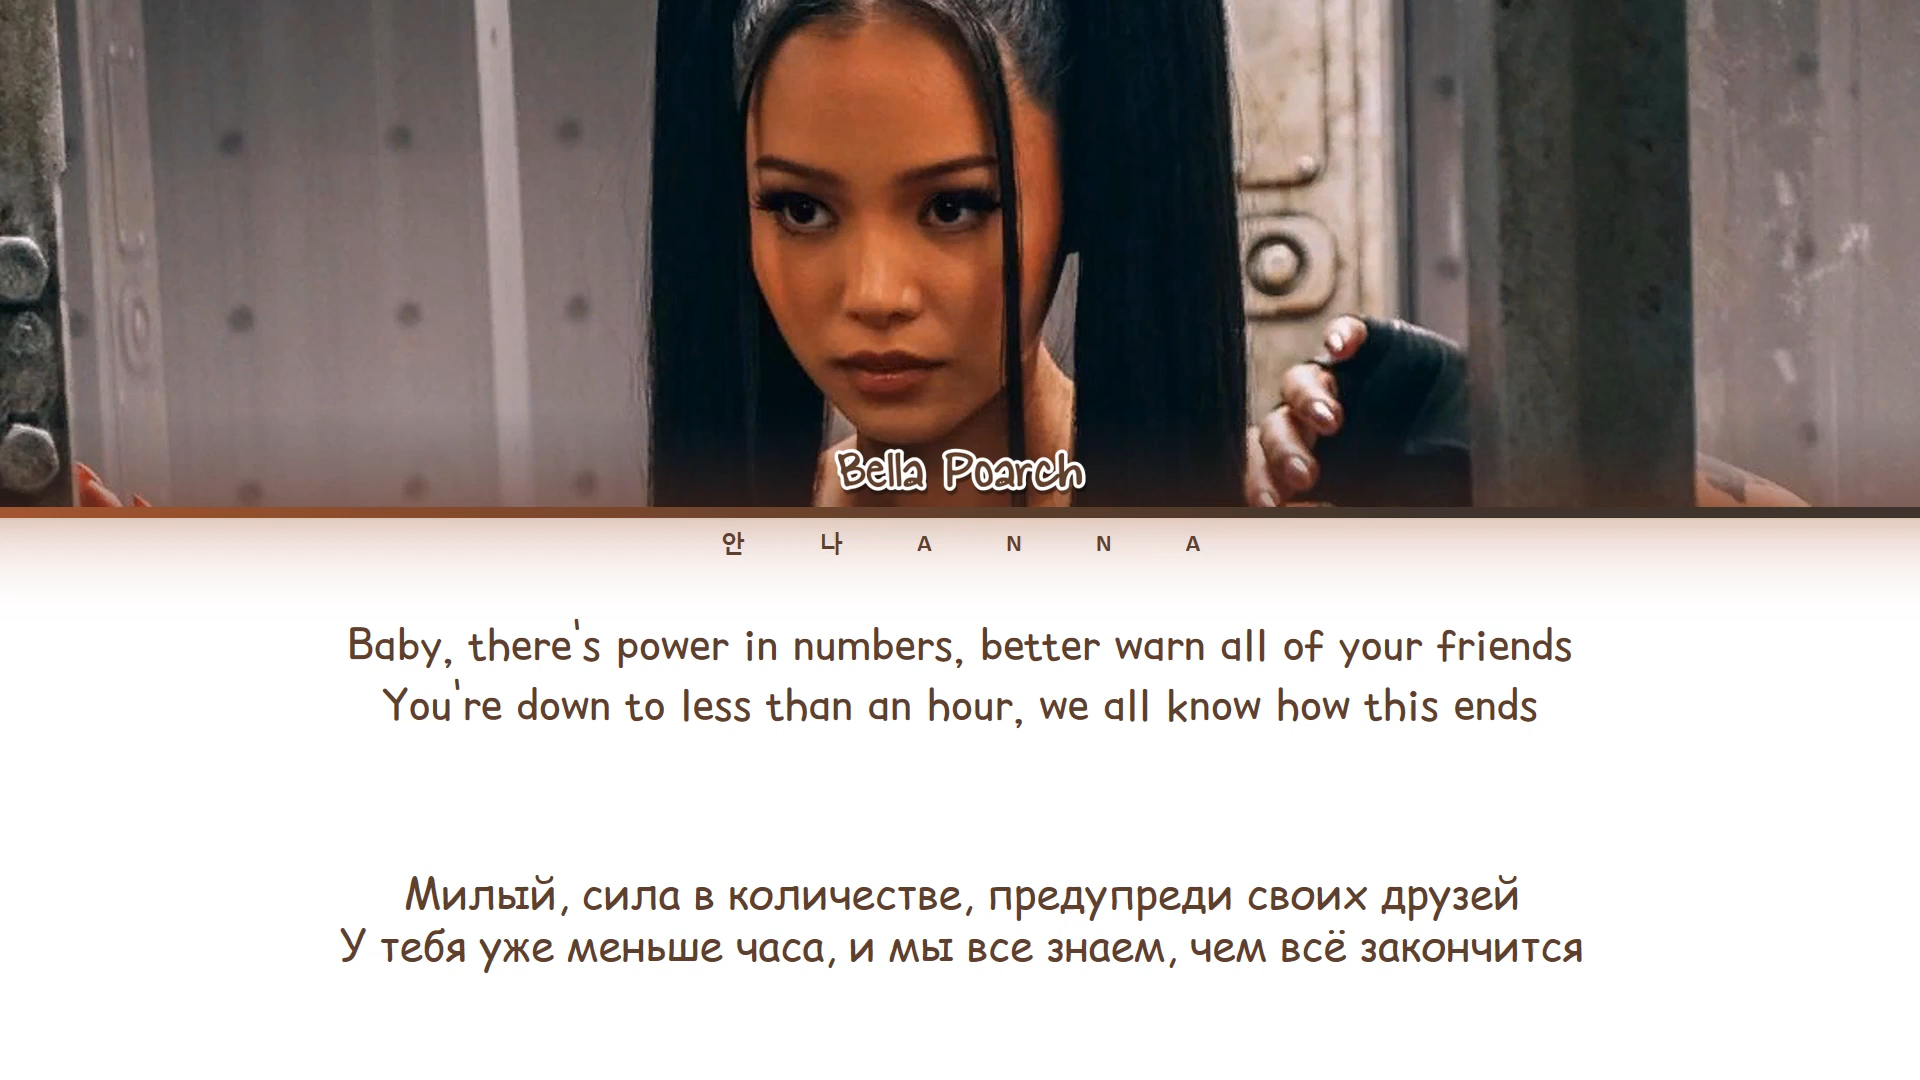 Bella Poarch
안 나 A N N A
Baby, there's power in numbers, better warn all of your friends
You're down to less than an hour, we all know how this ends
Милый, сила в количестве, предупреди своих друзей
У тебя уже меньше часа, и мы все знаем, чем всё закончится